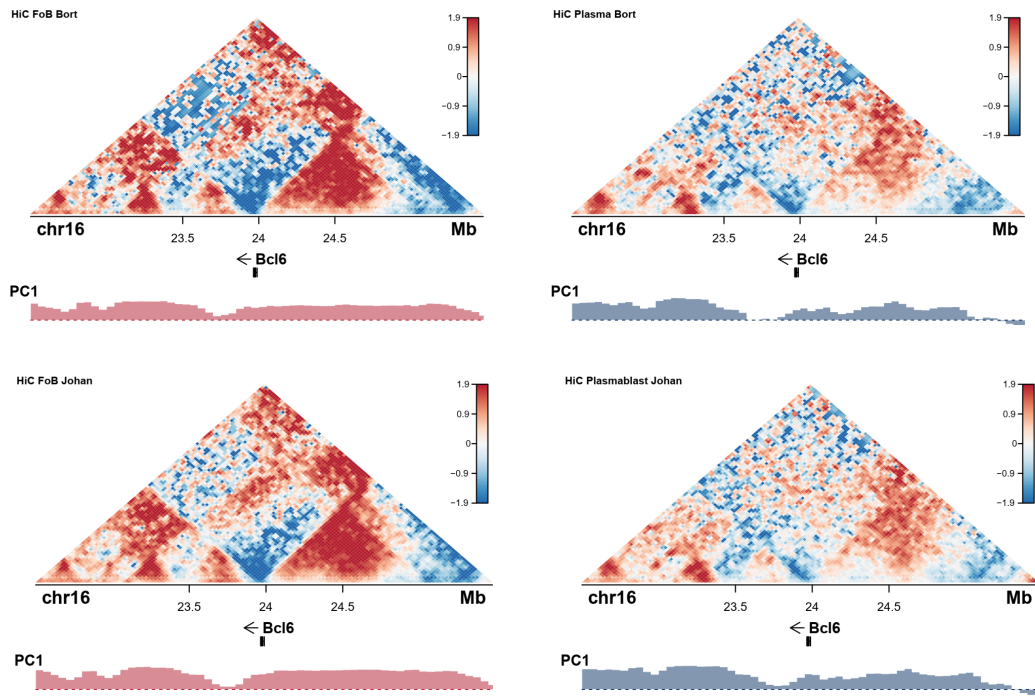 HiC FoB Bort
1.9
0.9
0
−0.9
−1.9
chr16
Mb
23.5
24
24.5
Bcl6
PC1
HiC Plasma Bort
1.9
0.9
0
−0.9
−1.9
chr16
Mb
23.5
24
24.5
Bcl6
PC1
HiC FoB Johan
1.9
0.9
0
−0.9
−1.9
chr16
Mb
23.5
24
24.5
Bcl6
PC1
HiC Plasmablast Johan
1.9
0.9
0
−0.9
−1.9
chr16
Mb
23.5
24
24.5
Bcl6
PC1